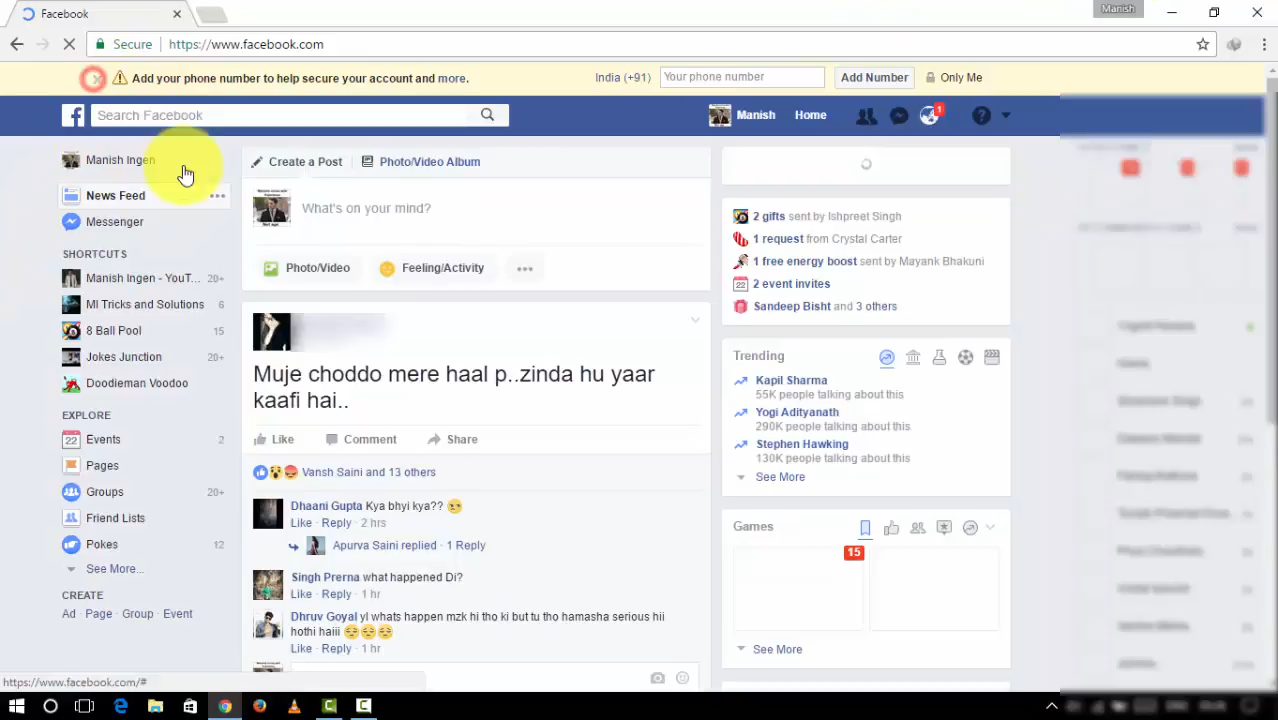 Facebook
Manish
Secure
https://www.facebook.com
Add your phone number to help secure your account and more.
India (+91)
Your phone number
Add Number
Only Me
Search Facebook
Manish
Home
1
Manish Ingen
News Feed
Messenger
SHORTCUTS
Manish Ingen - YouT... 20+
MI Tricks and Solutions 6
8 Ball Pool 15
Jokes Junction 20+
Doodieman Voodoo
EXPLORE
22 Events 2
Pages
Groups 20+
Friend Lists
Pokes 12
See More...
CREATE
Ad · Page · Group · Event
Create a Post
Photo/Video Album
What's on your mind?
Photo/Video
Feeling/Activity
Muje choddo mere haal p..zinda hu yaar
kaafi hai..
Like
Comment
Share
Vansh Saini and 13 others
Dhaani Gupta Kya bhyi kya??
Like · Reply · 2 hrs
Apurva Saini replied · 1 Reply
Singh Prerna what happened Di?
Like · Reply · 1 hr
Dhruv Goyal yl whats happen mzk hi tho ki but tu tho hamasha serious hii
hothi haiii
Like · Reply · 1 hr
2 gifts sent by Ishpreet Singh
1 request from Crystal Carter
1 free energy boost sent by Mayank Bhakuni
22 2 event invites
Sandeep Bisht and 3 others
Trending
Kapil Sharma
55K people talking about this
Yogi Adityanath
290K people talking about this
Stephen Hawking
130K people talking about this
See More
Games
15
See More
https://www.facebook.com/#